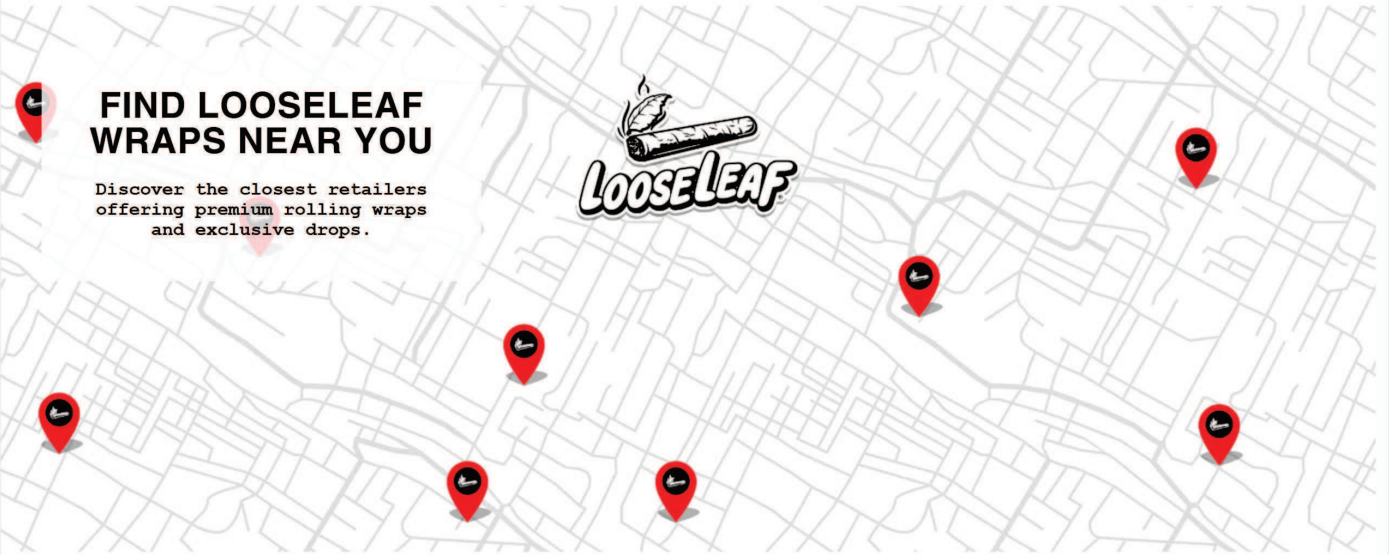 FIND LOOSELEAF
WRAPS NEAR YOU
Discover the closest retailers
offering premium rolling wraps
and exclusive drops.
LOOSELEAF